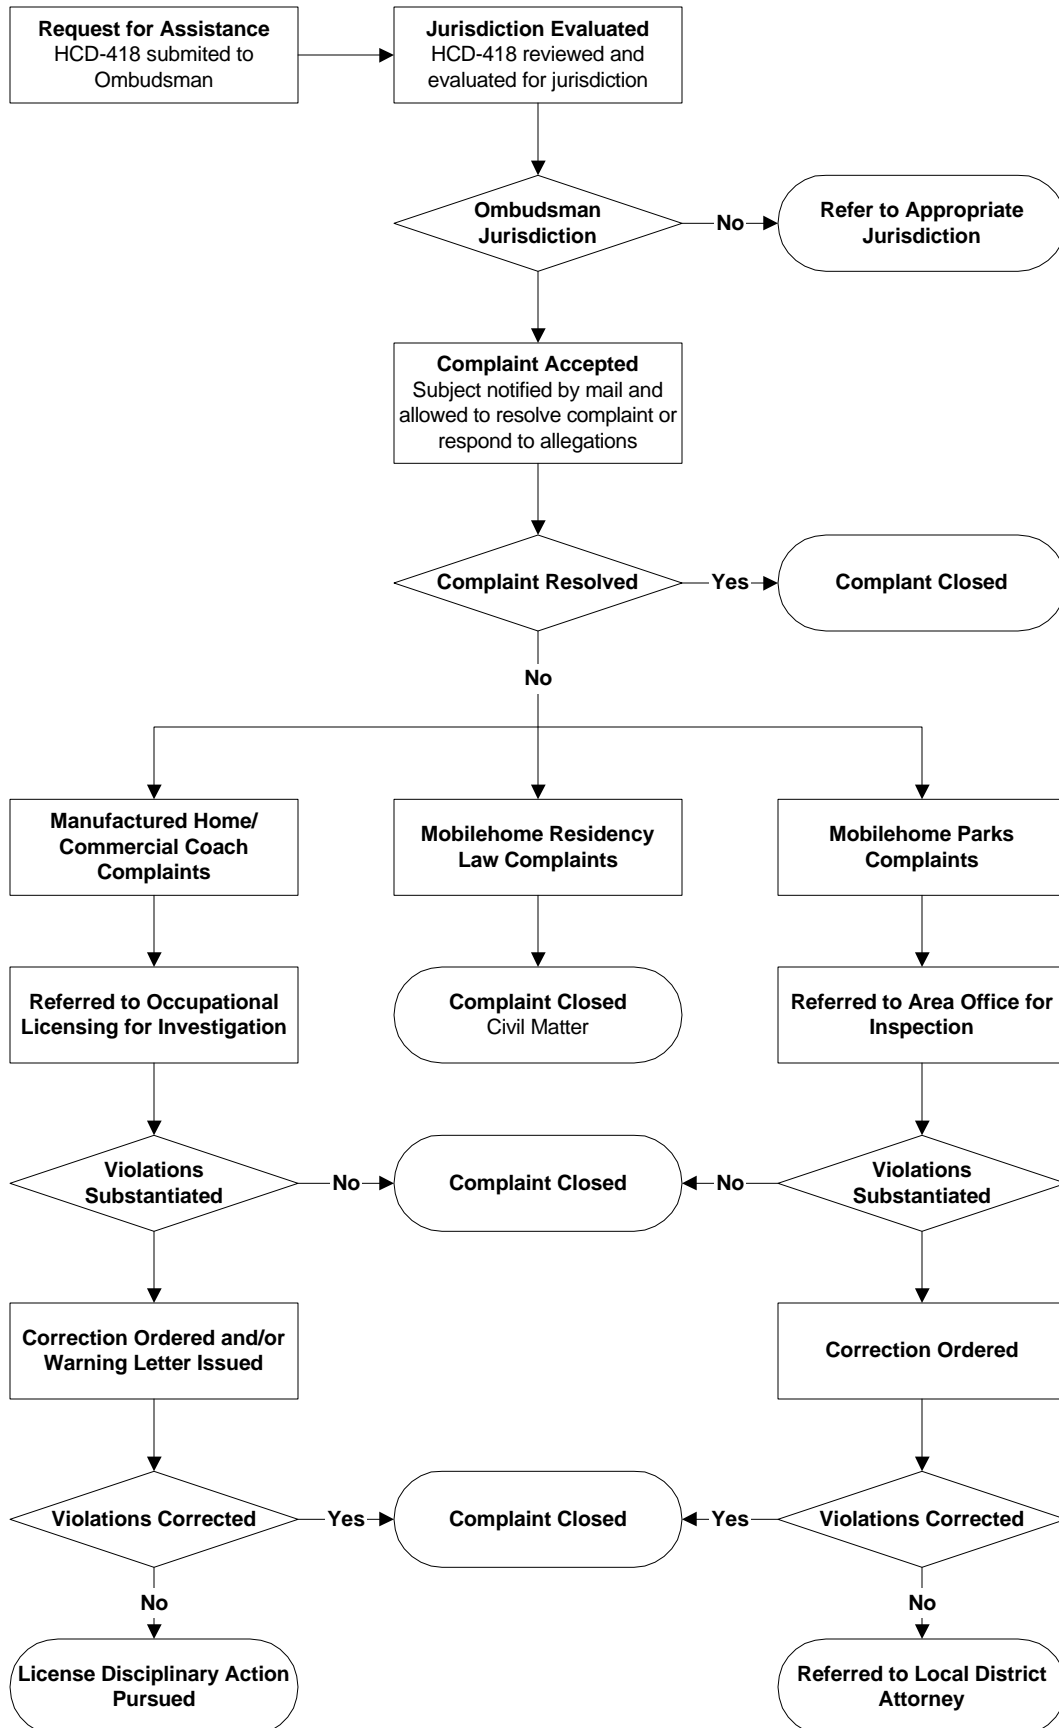 Request for Assistance
HCD-418 submited to
Ombudsman
Jurisdiction Evaluated
HCD-418 reviewed and
evaluated for jurisdiction
Ombudsman
Jurisdiction
No
Refer to Appropriate
Jurisdiction
Complaint Accepted
Subject notified by mail and
allowed to resolve complaint or
respond to allegations
Complaint Resolved
Yes
Complant Closed
No
Manufactured Home/
Commercial Coach
Complaints
Mobilehome Residency
Law Complaints
Mobilehome Parks
Complaints
Referred to Occupational
Licensing for Investigation
Complaint Closed
Civil Matter
Referred to Area Office for
Inspection
Violations
Substantiated
No
Complaint Closed
No
Violations
Substantiated
Correction Ordered and/or
Warning Letter Issued
Correction Ordered
Violations Corrected
Yes
Complaint Closed
Yes
Violations Corrected
No
No
License Disciplinary Action
Pursued
Referred to Local District
Attorney